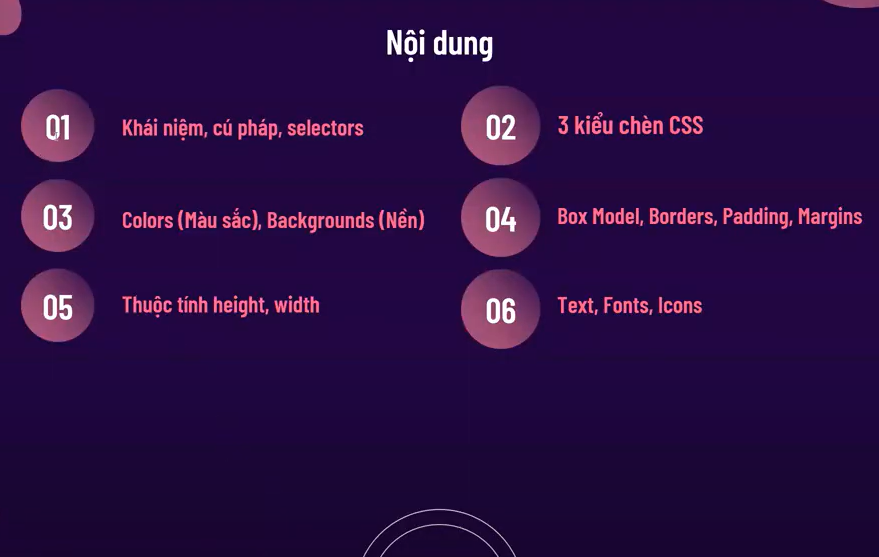 Nội dung
01
Khái niệm, cú pháp, selectors
02
3 kiểu chèn CSS
03
Colors (Màu sắc), Backgrounds (Nền)
04
Box Model, Borders, Padding, Margins
05
Thuộc tính height, width
06
Text, Fonts, Icons